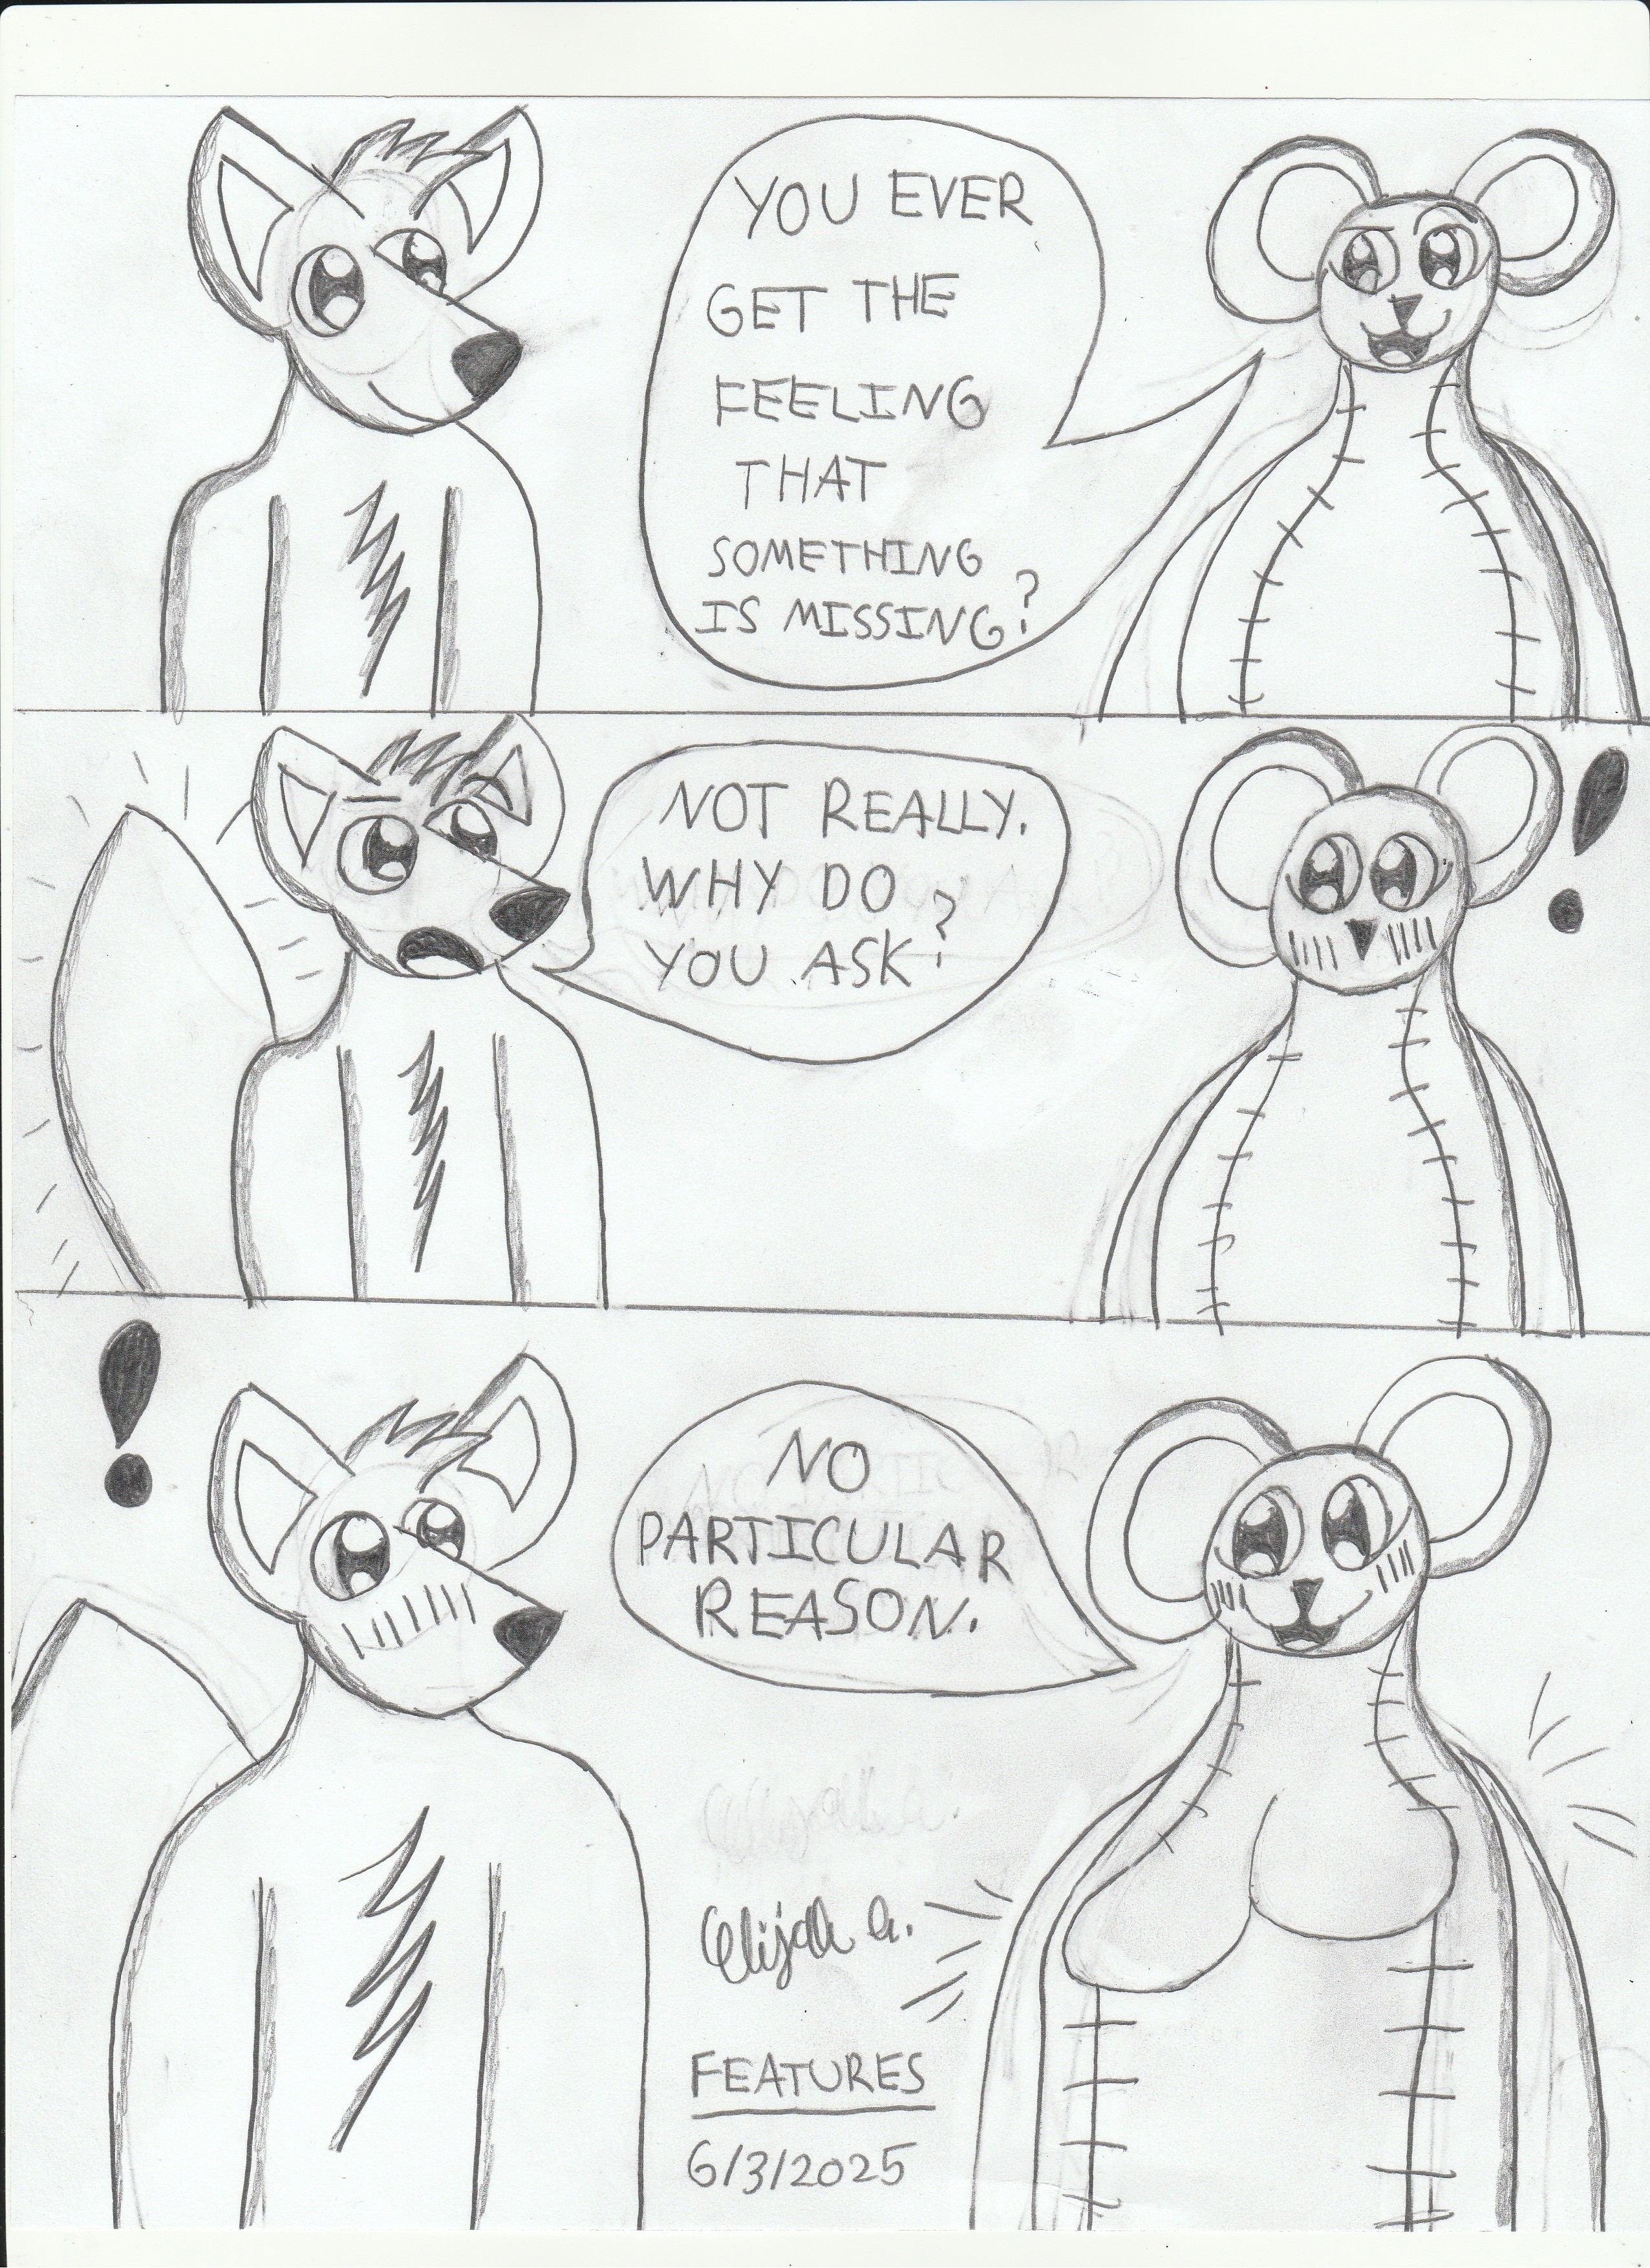 YOU EVER
GET THE
FEELING
THAT
SOMETHING
IS MISSING?
NOT REALLY.
WHY DO
YOU ASK?
NO
PARTICULAR
REASON.
Elijah G.
FEATURES
6/3/2025